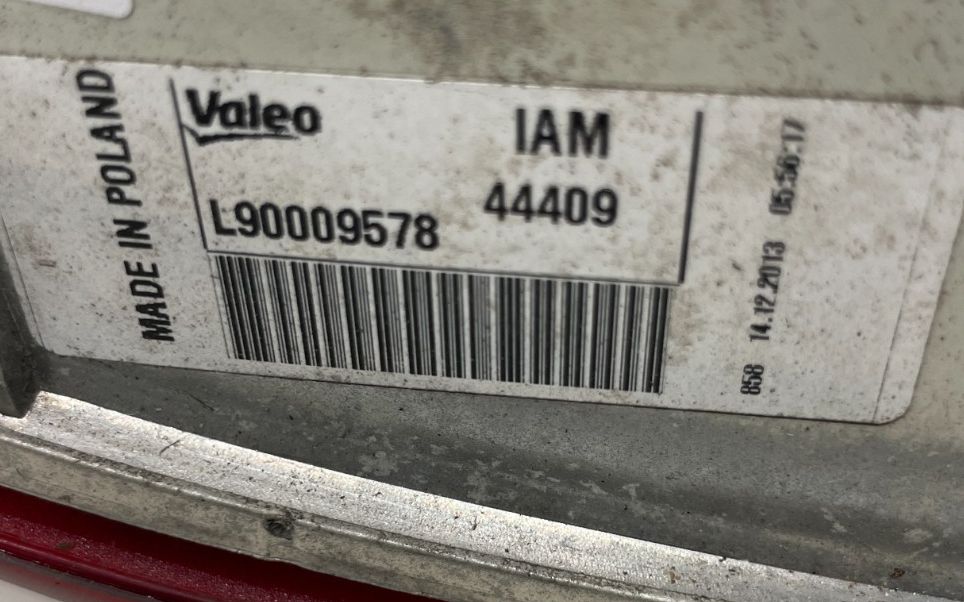 MADE IN POLAND
Valeo
IAM
L90009578
44409
858 14.12.2013 05:56:17